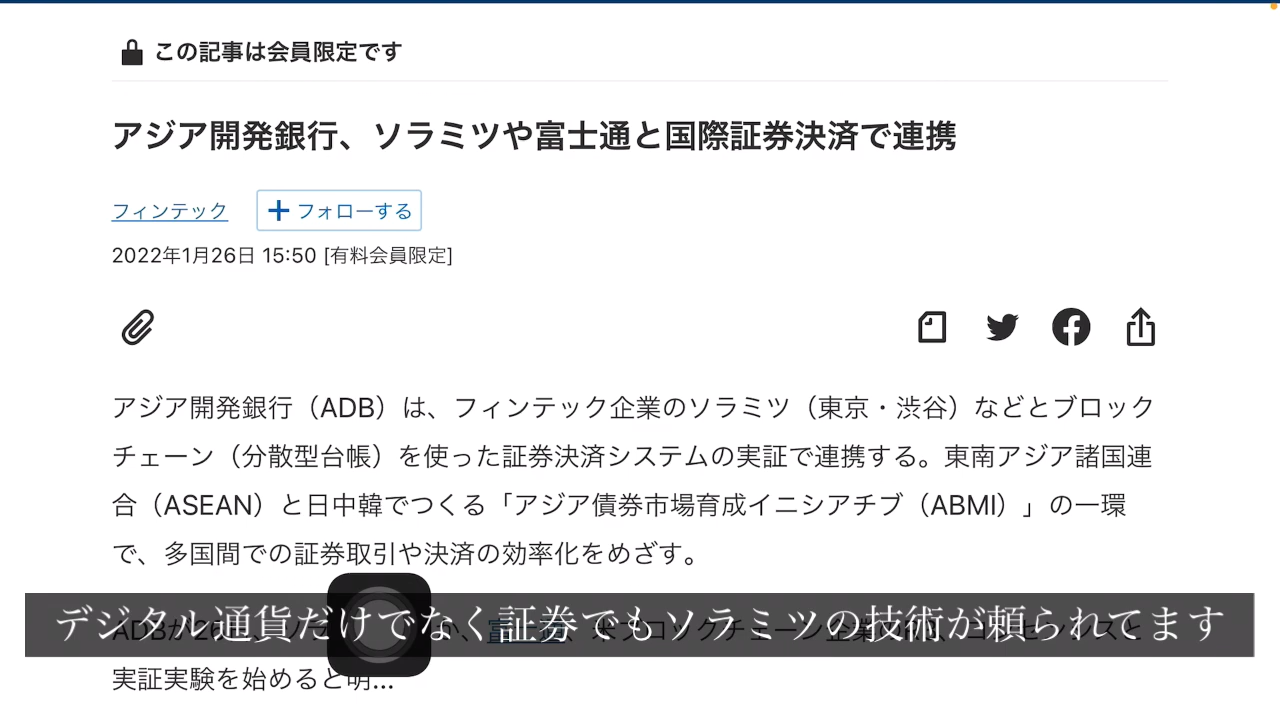 この記事は会員限定です
アジア開発銀行、ソラミツや富士通と国際証券決済で連携
フィンテック
フォローする
2022年1月26日 15:50 [有料会員限定]
アジア開発銀行（ADB）は、フィンテック企業のソラミツ（東京・渋谷）などとブロック
チェーン（分散型台帳）を使った証券決済システムの実証で連携する。東南アジア諸国連
合（ASEAN）と日中韓でつくる「アジア債券市場育成イニシアチブ（ABMI）」の一環
で、多国間での証券取引や決済の効率化をめざす。
デジタル通貨だけでなく証券でもソラミツの技術が頼られてます
実証実験を始めると明...